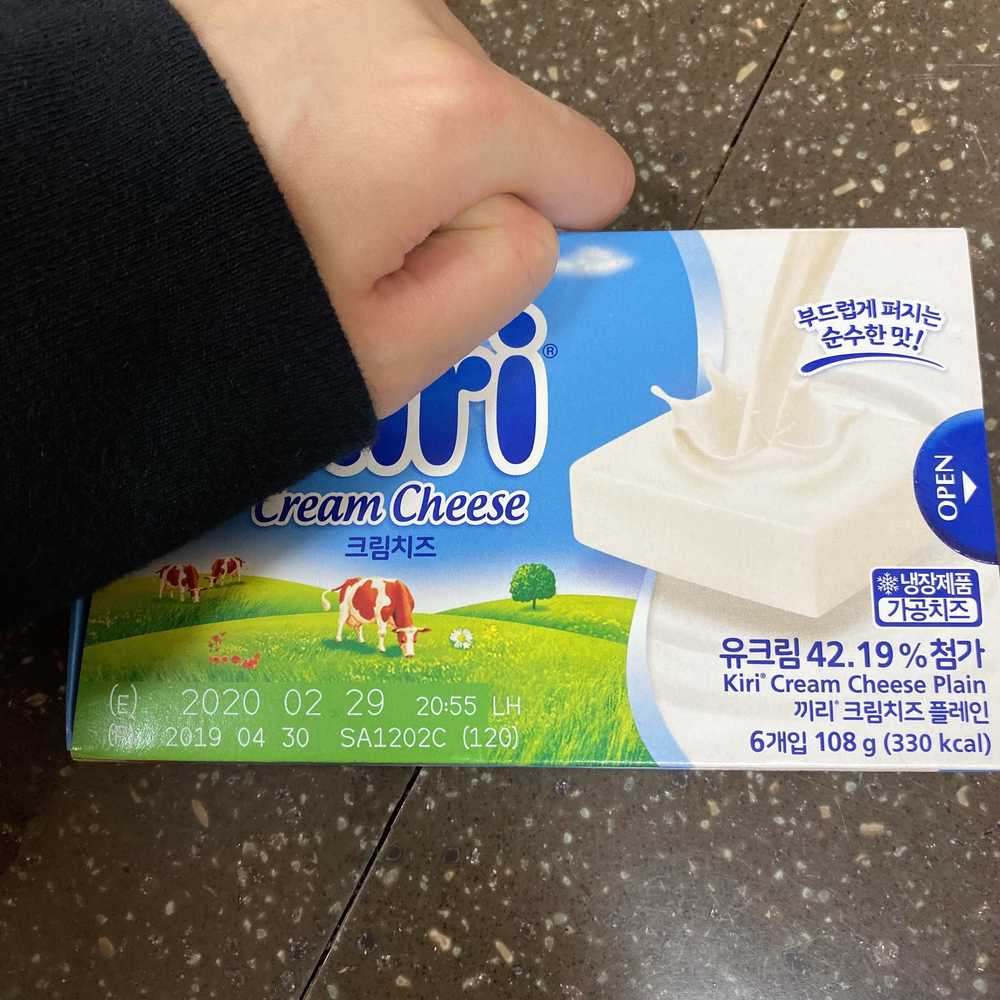 iri®
Cream Cheese
크림치즈
부드럽게 퍼지는
순수한 맛!
OPEN
냉장제품
가공치즈
유크림 42.19% 첨가
Kiri® Cream Cheese Plain
끼리® 크림치즈 플레인
6개입 108 g (330 kcal)
(E) 2020 02 29 20:55 LH
2019 04 30 SA1202C (120)